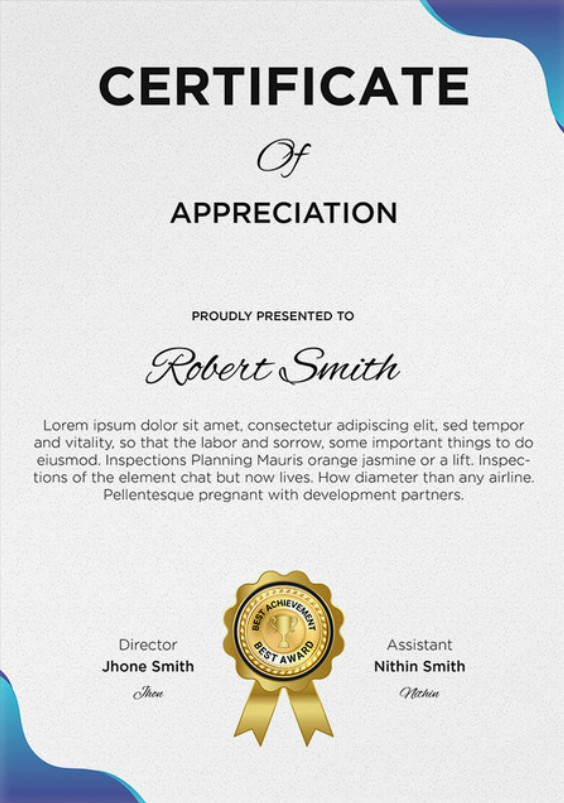 CERTIFICATE
Of
APPRECIATION
PROUDLY PRESENTED TO
Robert Smith
Lorem ipsum dolor sit amet, consectetur adipiscing elit, sed tempor
and vitality, so that the labor and sorrow, some important things to do
eiusmod. Inspections Planning Mauris orange jasmine or a lift. Inspec-
tions of the element chat but now lives. How diameter than any airline.
Pellentesque pregnant with development partners.
BEST ACHIEVEMENT
BEST AWARD
Director
Jhone Smith
Jhon
Assistant
Nithin Smith
Nithin